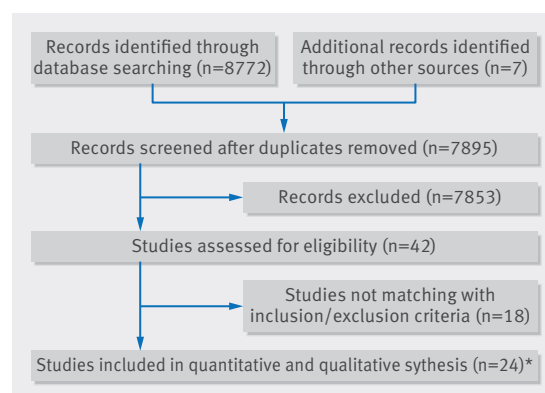 Records identified through
database searching (n=8772)
Additional records identified
through other sources (n=7)
Records screened after duplicates removed (n=7895)
Records excluded (n=7853)
Studies assessed for eligibility (n=42)
Studies not matching with
inclusion/exclusion criteria (n=18)
Studies included in quantitative and qualitative sythesis (n=24)*